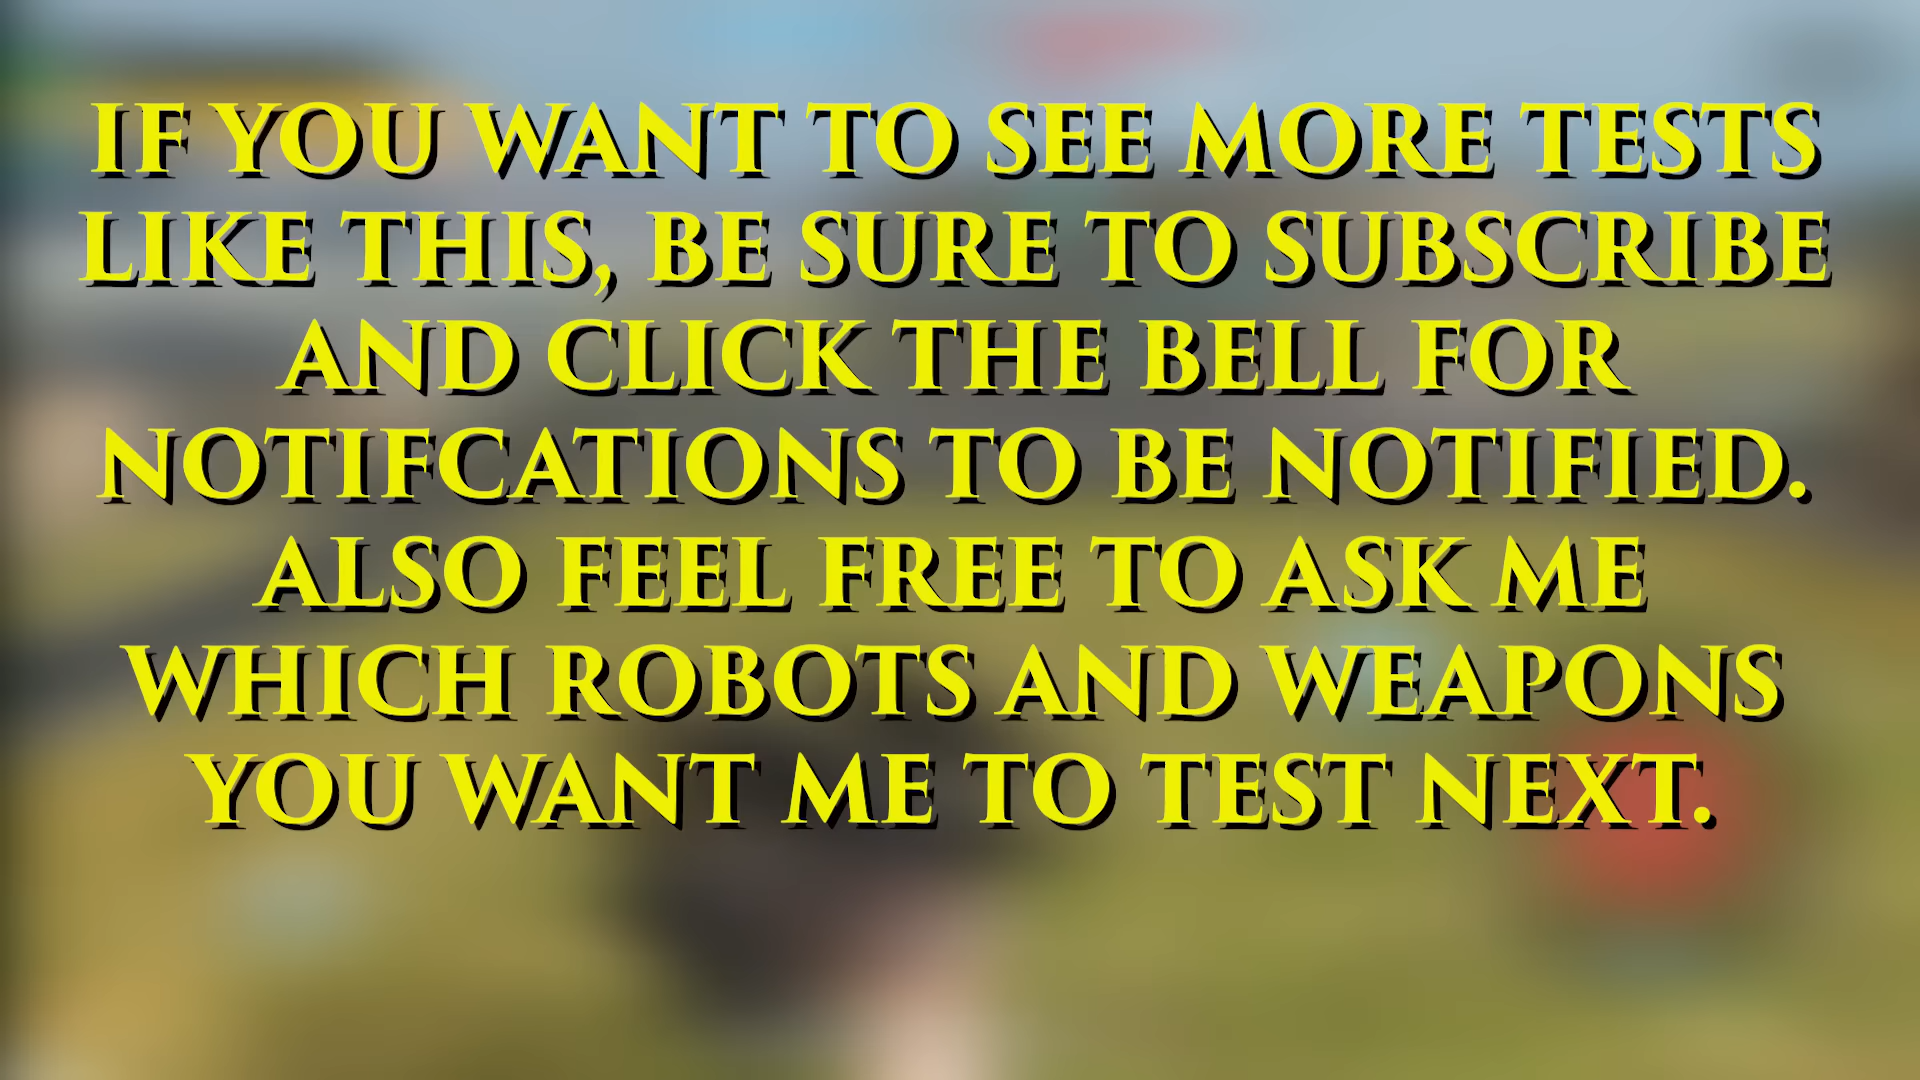 IF YOU WANT TO SEE MORE TESTS
LIKE THIS, BE SURE TO SUBSCRIBE
AND CLICK THE BELL FOR
NOTIFCATIONS TO BE NOTIFIED.
ALSO FEEL FREE TO ASK ME
WHICH ROBOTS AND WEAPONS
YOU WANT ME TO TEST NEXT.